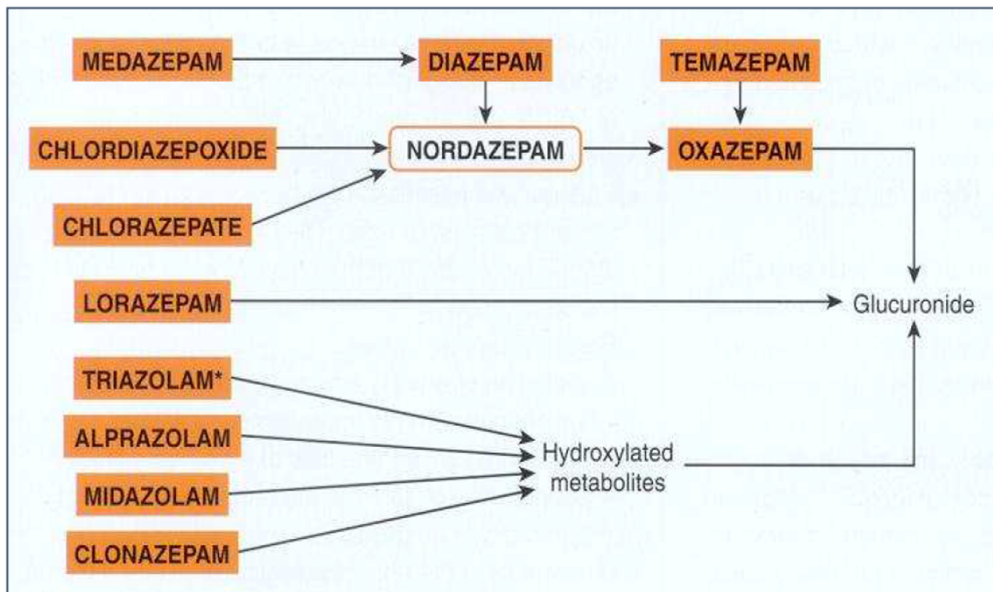 MEDAZEPAM
DIAZEPAM
TEMAZEPAM
CHLORDIAZEPOXIDE
NORDAZEPAM
OXAZEPAM
CHLORAZEPATE
LORAZEPAM
Glucuronide
TRIAZOLAM*
ALPRAZOLAM
Hydroxylated
metabolites
MIDAZOLAM
CLONAZEPAM